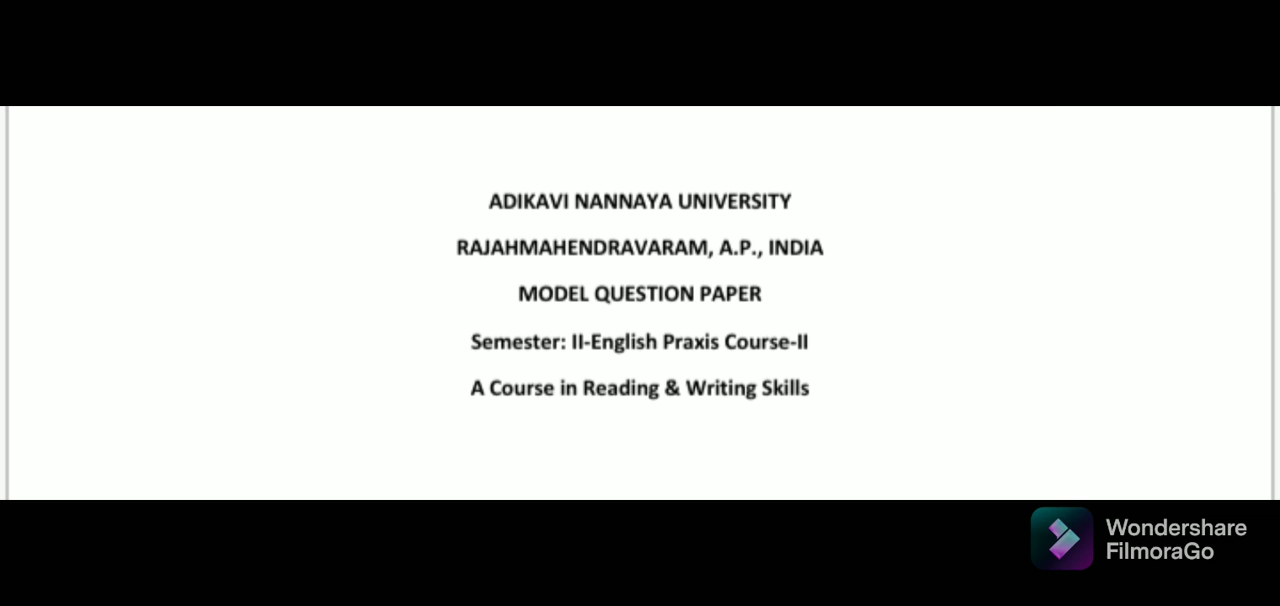 ADIKAVI NANNAYA UNIVERSITY
RAJAHMAHENDRAVARAM, A.P., INDIA
MODEL QUESTION PAPER
Semester: II-English Praxis Course-II
A Course in Reading & Writing Skills
Wondershare
FilmoraGo